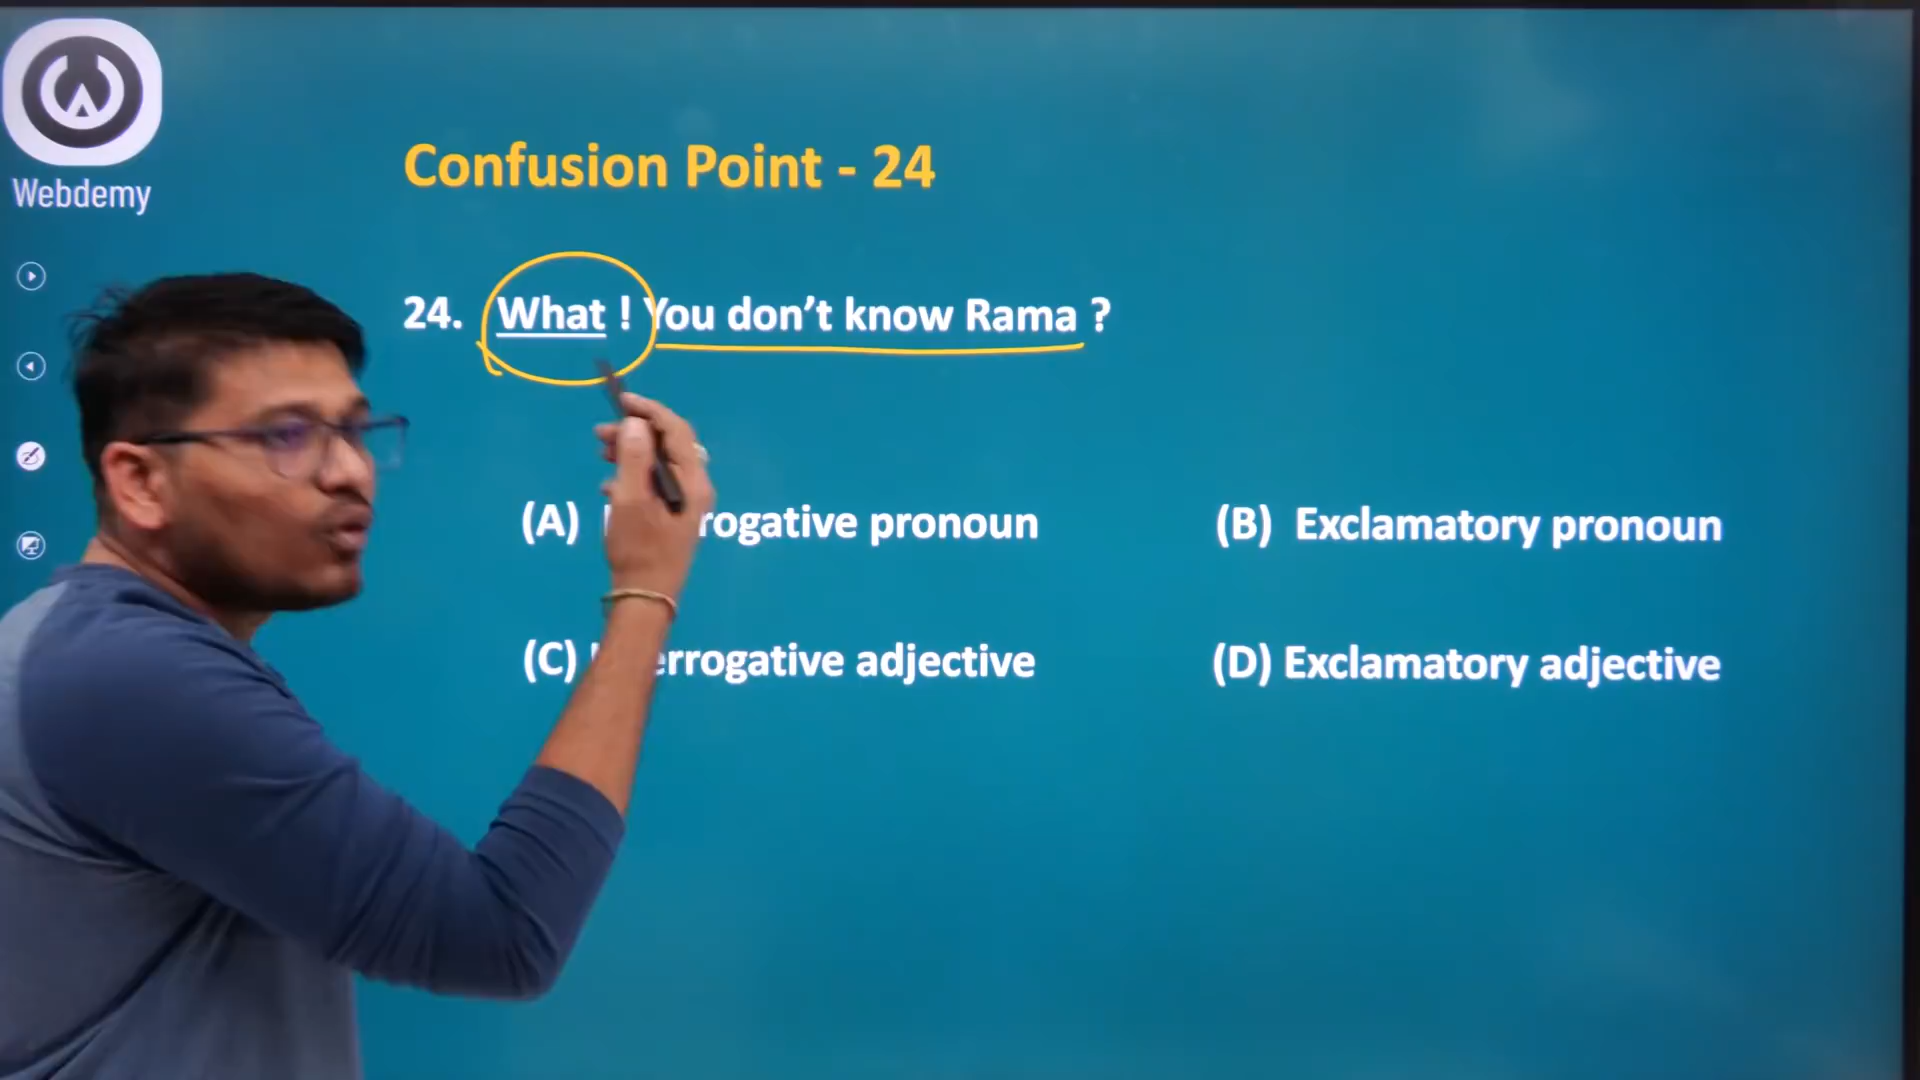 Webdemy
Confusion Point - 24
24. What ! You don't know Rama ?
(A) rogative pronoun
(B) Exclamatory pronoun
(C) errogative adjective
(D) Exclamatory adjective